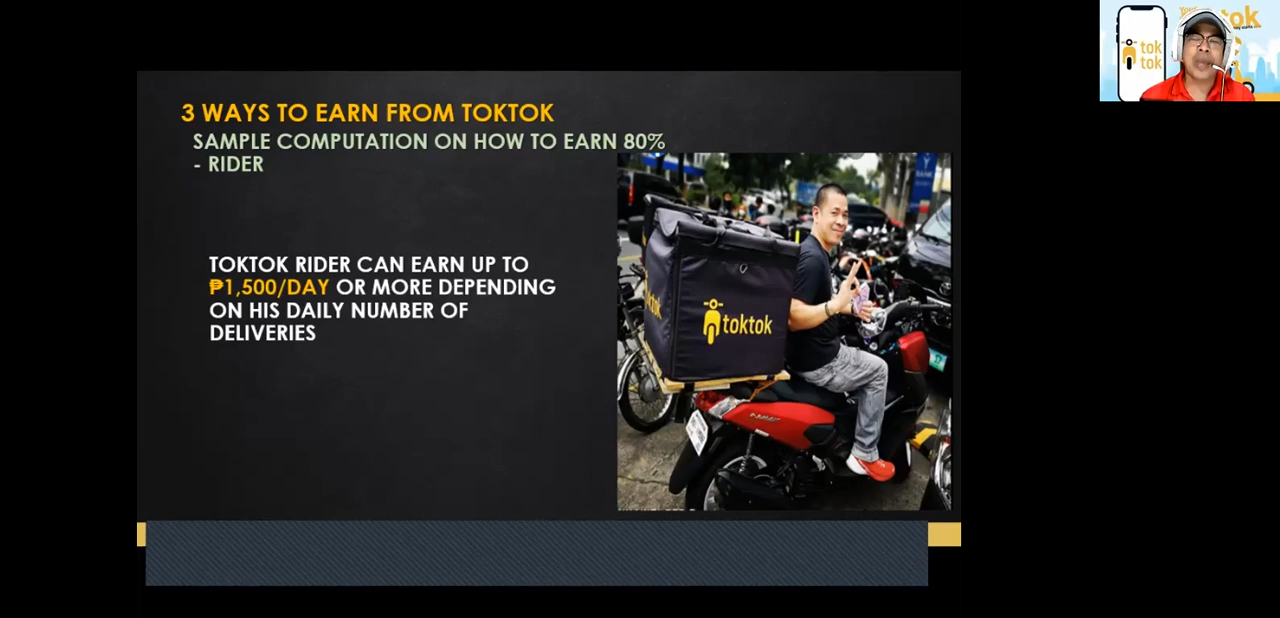 3 WAYS TO EARN FROM TOKTOK
SAMPLE COMPUTATION ON HOW TO EARN 80%
- RIDER
TOKTOK RIDER CAN EARN UP TO
₱1,500/DAY OR MORE DEPENDING
ON HIS DAILY NUMBER OF
DELIVERIES
toktok
tok
tok